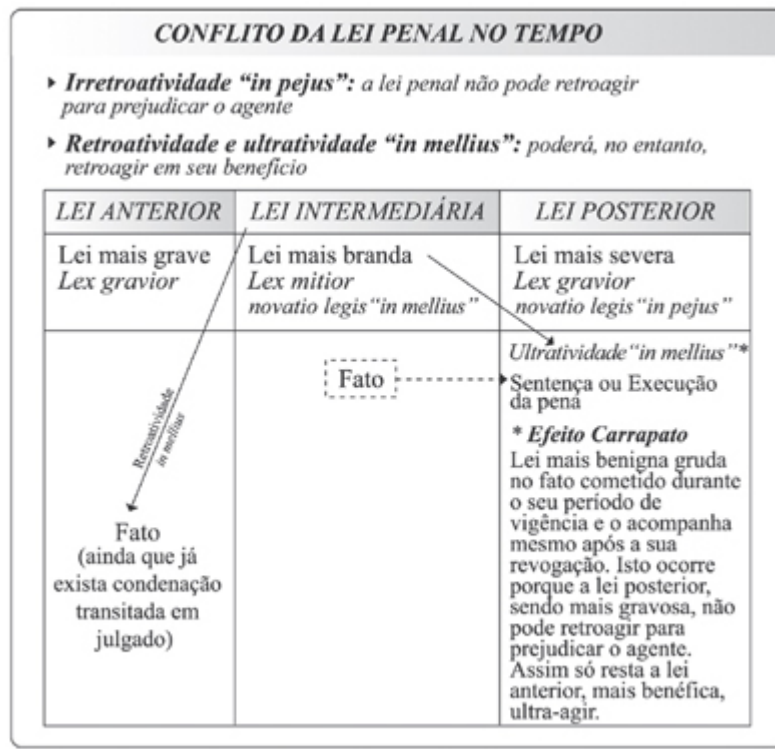 CONFLITO DA LEI PENAL NO TEMPO
▸ Irretroatividade “in pejus”: a lei penal não pode retroagir
para prejudicar o agente
▸ Retroatividade e ultratividade “in mellius”: poderá, no entanto,
retroagir em seu benefício
LEI ANTERIOR
LEI INTERMEDIÁRIA
LEI POSTERIOR
Lei mais grave
Lex gravior
Lei mais branda
Lex mitior
novatio legis “in mellius”
Lei mais severa
Lex gravior
novatio legis “in pejus”
Retroatividade
in mellius
Fato
(ainda que já
exista condenação
transitada em
julgado)
Fato
Ultratividade “in mellius”*
Sentença ou Execução
da pena
* Efeito Carrapato
Lei mais benigna gruda
no fato cometido durante
o seu período de
vigência e o acompanha
mesmo após a sua
revogação. Isto ocorre
porque a lei posterior,
sendo mais gravosa, não
pode retroagir para
prejudicar o agente.
Assim só resta a lei
anterior, mais benéfica,
ultra-agir.